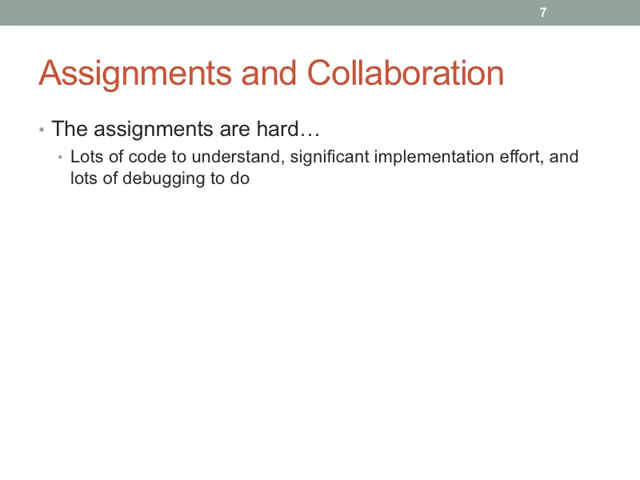 7
Assignments and Collaboration
• The assignments are hard…
• Lots of code to understand, significant implementation effort, and
lots of debugging to do